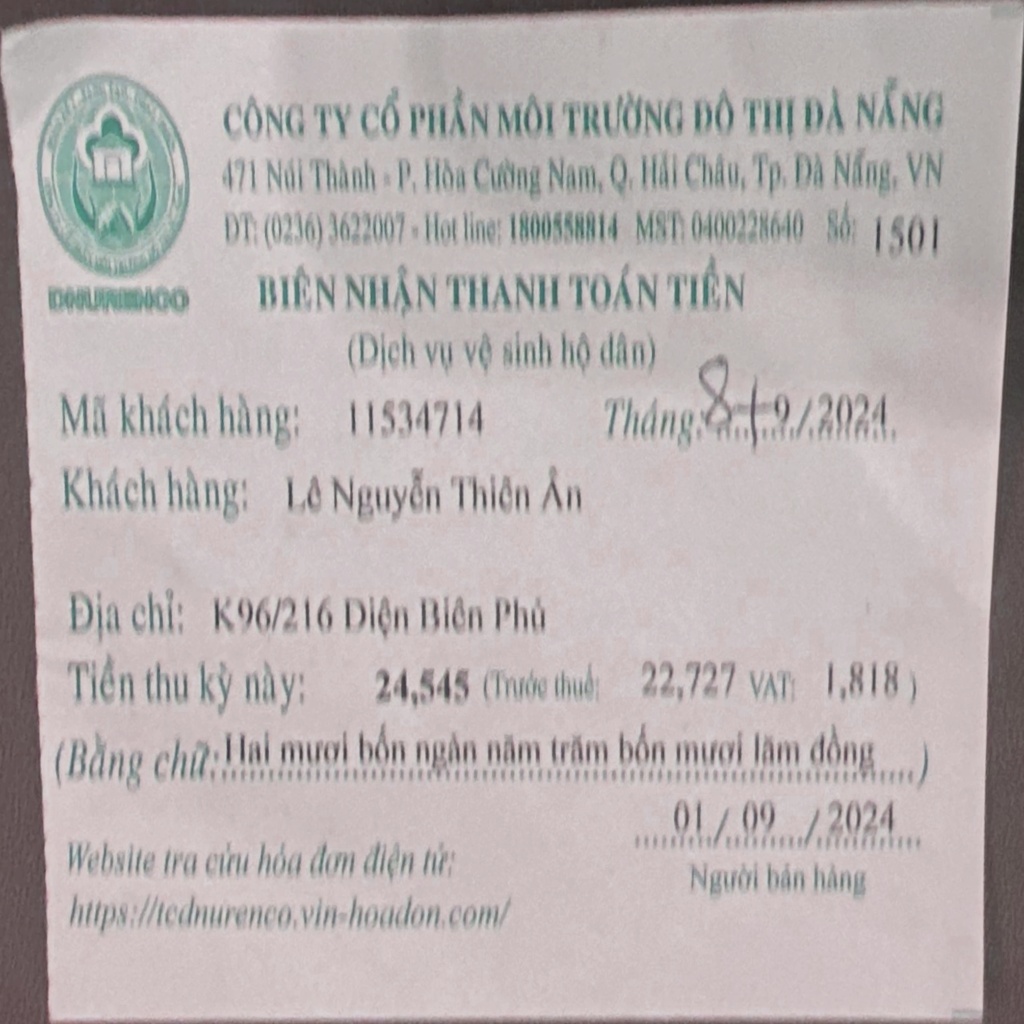 CÔNG TY CỔ PHẦN MÔI TRƯỜNG ĐÔ THỊ ĐÀ NẴNG
471 Núi Thành - P. Hòa Cường Nam, Q. Hải Châu, Tp. Đà Nẵng, VN
ĐT: (0236) 3622007 - Hot line: 1800558814 MST: 0400228640 Số: 1501
BIÊN NHẬN THANH TOÁN TIỀN
(Dịch vụ vệ sinh hộ dân)
Mã khách hàng: 11534714 Tháng: 8+9/2024
Khách hàng: Lê Nguyễn Thiên Ân
Địa chỉ: K96/216 Điện Biên Phủ
Tiền thu kỳ này: 24,545 (Trước thuế: 22,727 VAT: 1,818 )
(Bằng chữ: Hai mươi bốn ngàn năm trăm bốn mươi lăm đồng )
01 / 09 / 2024
Người bán hàng
Website tra cứu hóa đơn điện tử:
https://tcdnurenco.vin-hoadon.com/